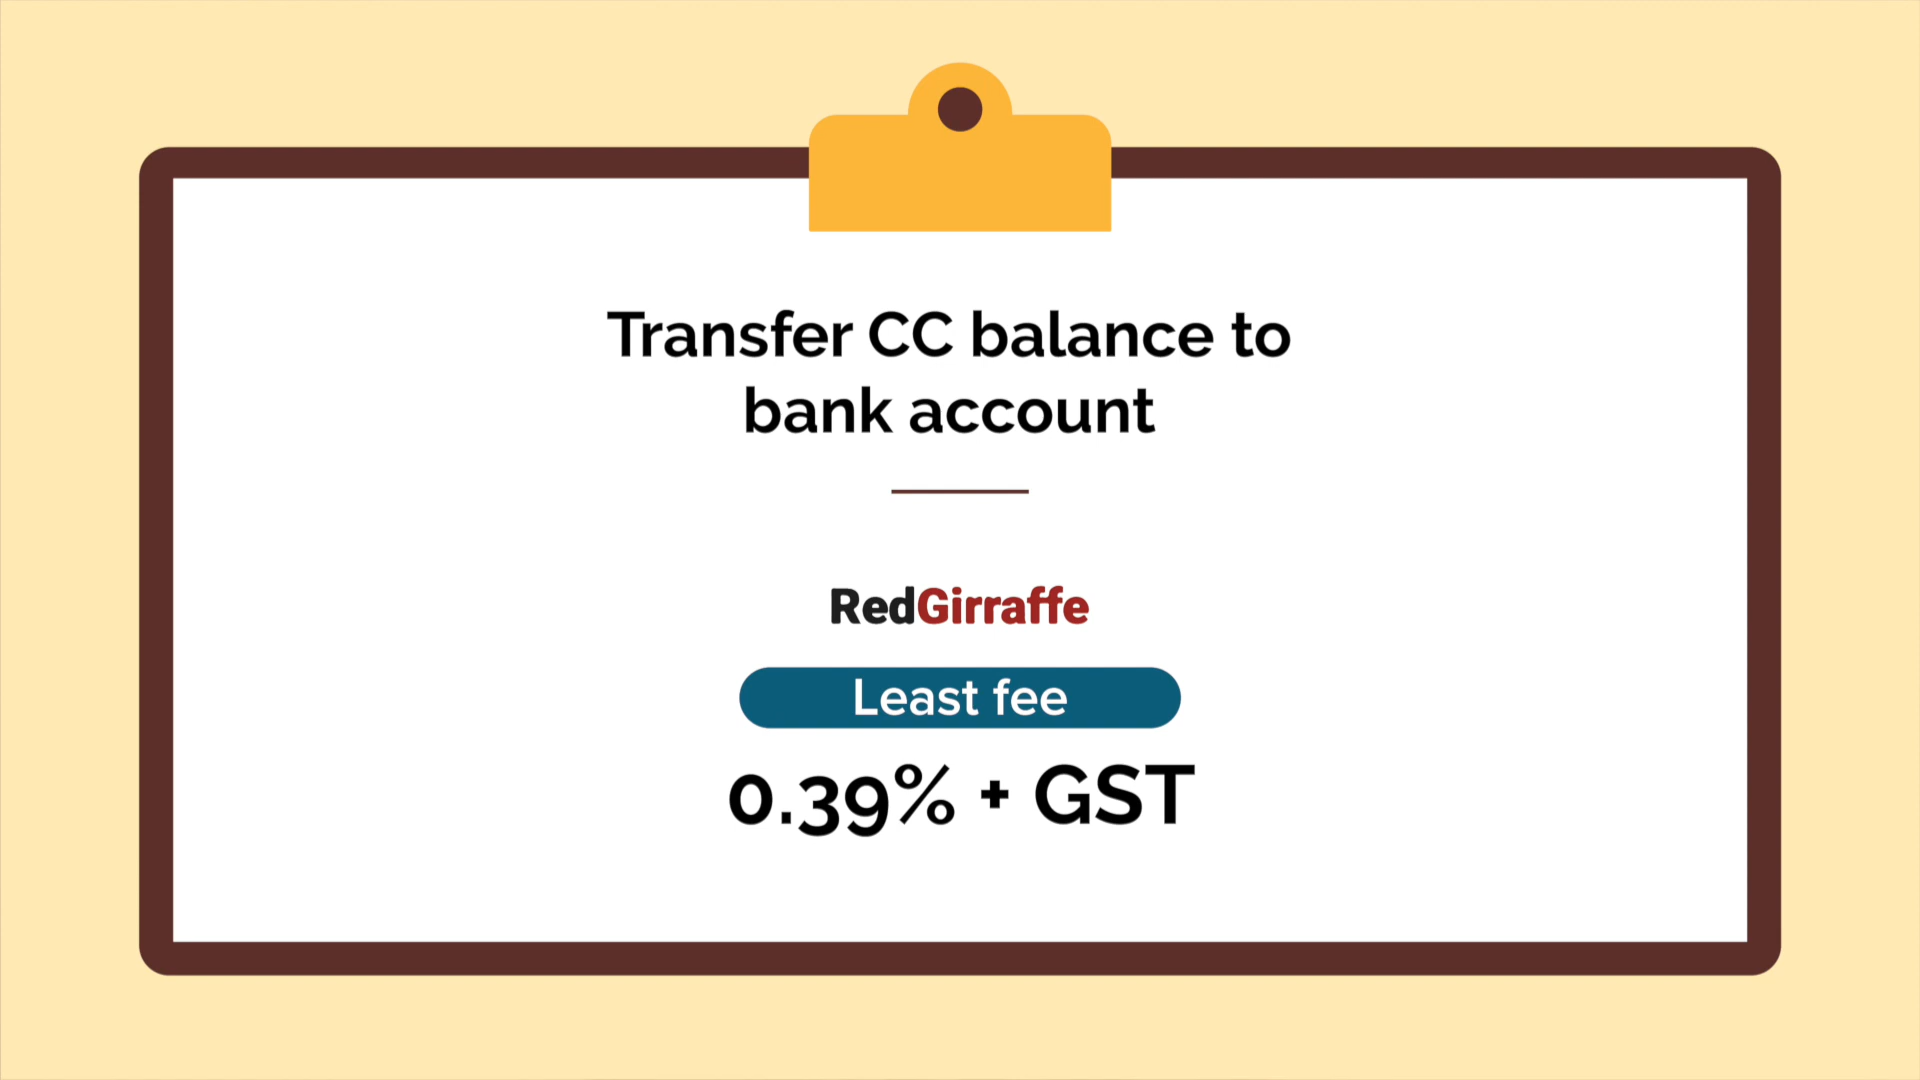 Transfer CC balance to
bank account
RedGirraffe
Least fee
0.39% + GST